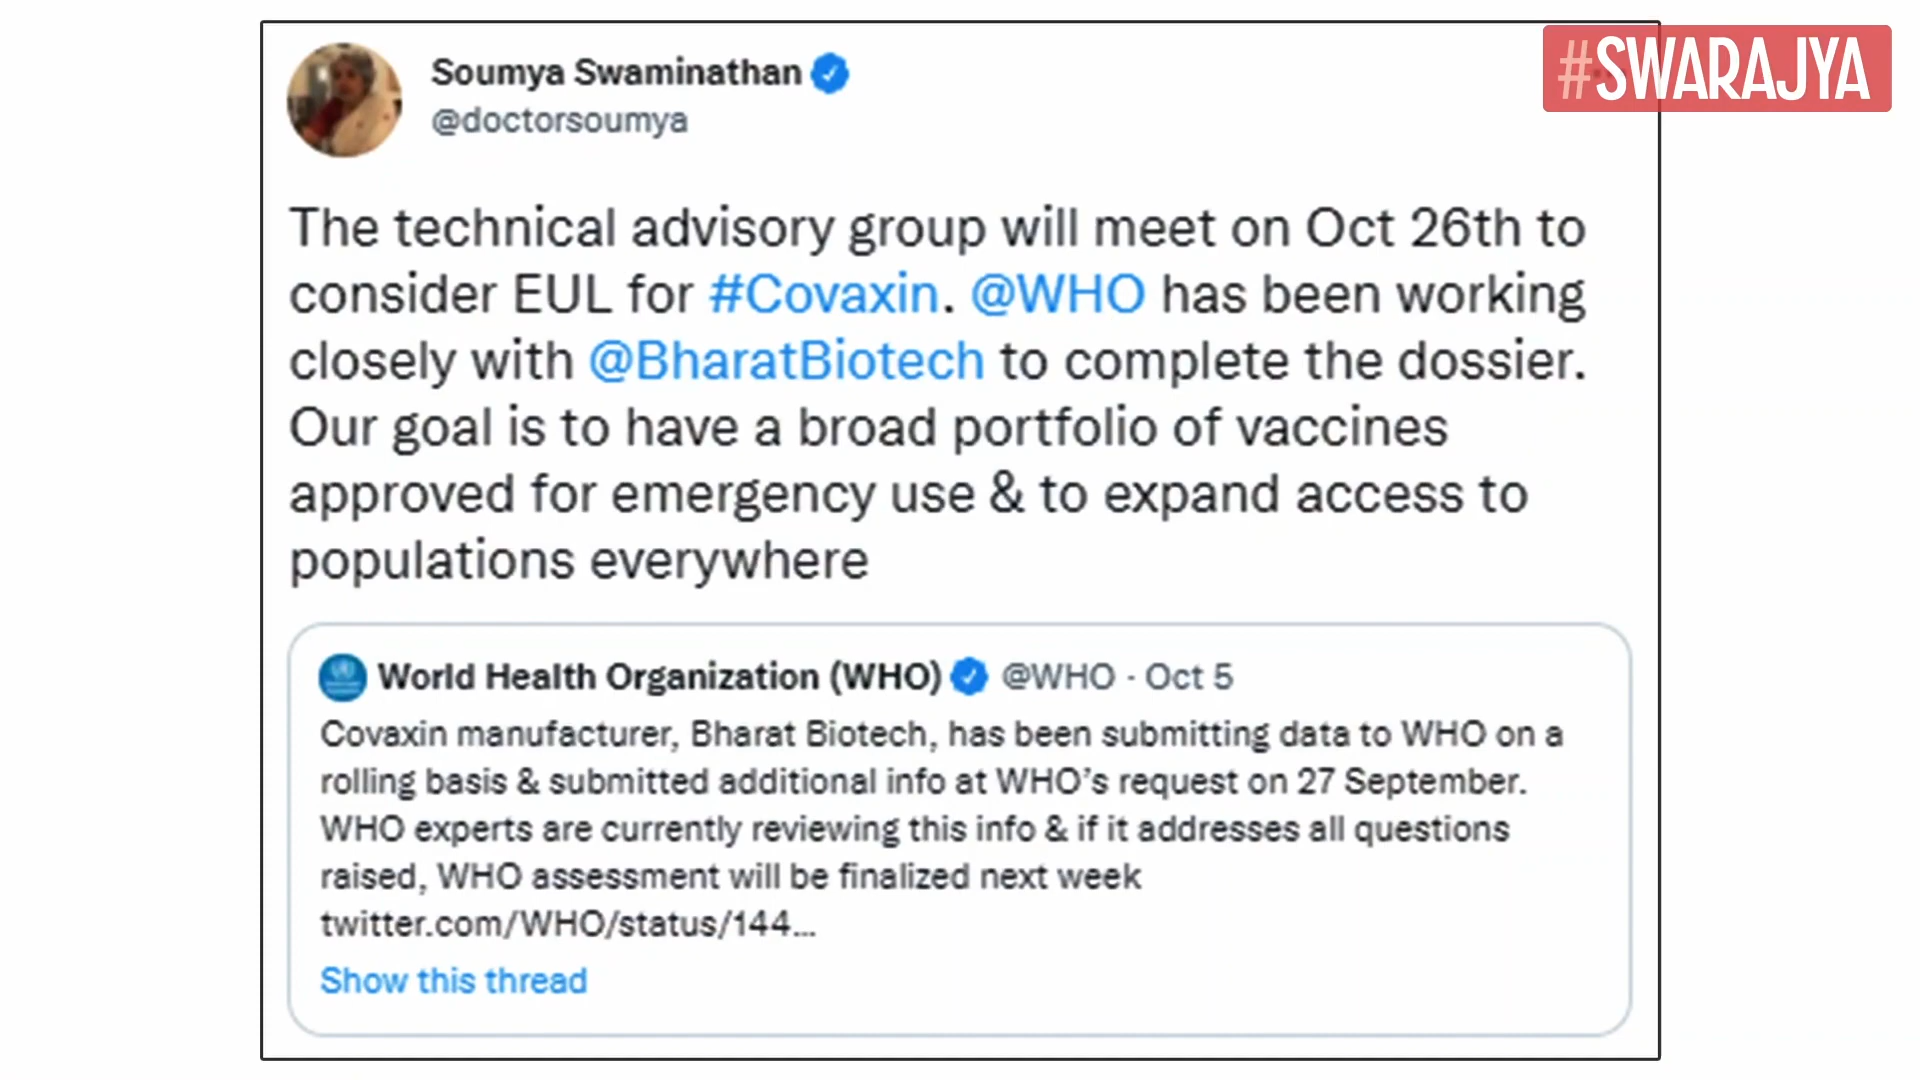 #SWARAJYA
Soumya Swaminathan
@doctorsoumya
The technical advisory group will meet on Oct 26th to
consider EUL for #Covaxin. @WHO has been working
closely with @BharatBiotech to complete the dossier.
Our goal is to have a broad portfolio of vaccines
approved for emergency use & to expand access to
populations everywhere
World Health Organization (WHO) @WHO · Oct 5
Covaxin manufacturer, Bharat Biotech, has been submitting data to WHO on a
rolling basis & submitted additional info at WHO's request on 27 September.
WHO experts are currently reviewing this info & if it addresses all questions
raised, WHO assessment will be finalized next week
twitter.com/WHO/status/144…
Show this thread